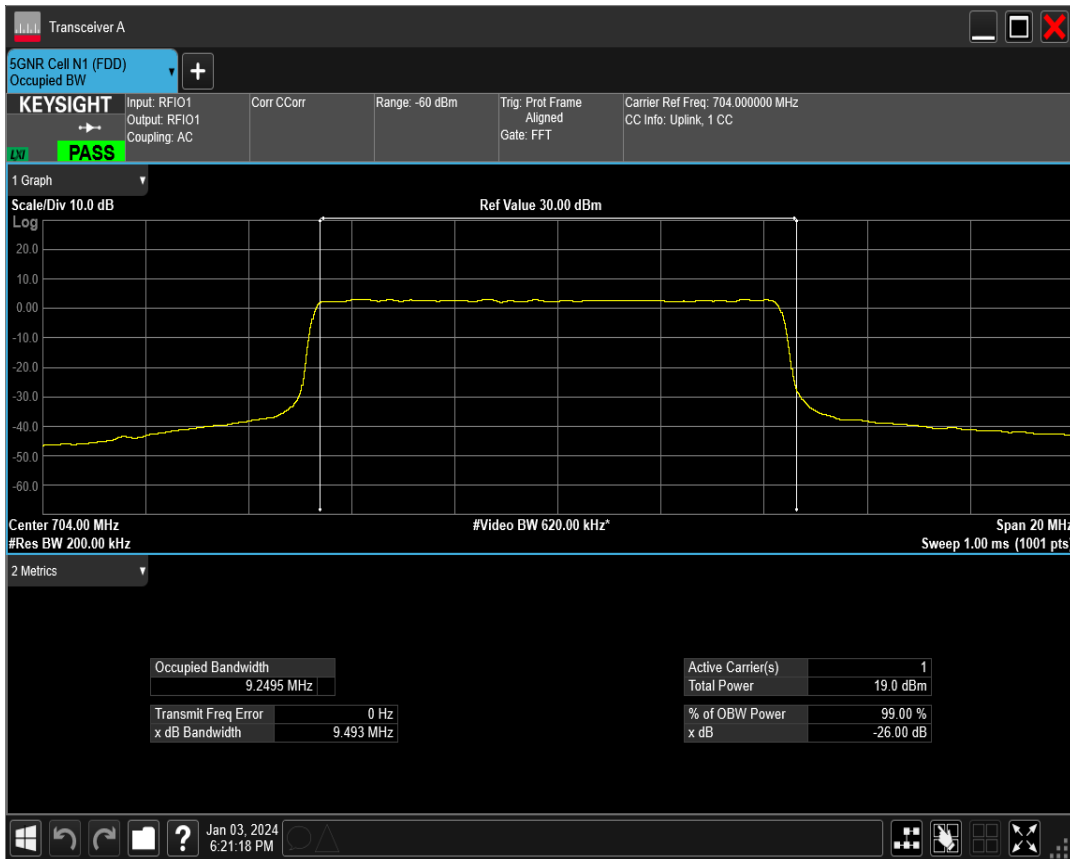 Transceiver A
5GNR Cell N1 (FDD)
Occupied BW
+
KEYSIGHT
LXI
PASS
Input: RFIO1
Output: RFIO1
Coupling: AC
Corr CCorr
Range: -60 dBm
Trig: Prot Frame
Aligned
Gate: FFT
Carrier Ref Freq: 704.000000 MHz
CC Info: Uplink, 1 CC
1 Graph
Scale/Div 10.0 dB
Ref Value 30.00 dBm
Log
20.0
10.0
0.00
-10.0
-20.0
-30.0
-40.0
-50.0
-60.0
Center 704.00 MHz
#Video BW 620.00 kHz*
Span 20 MHz
#Res BW 200.00 kHz
Sweep 1.00 ms (1001 pts)
2 Metrics
Occupied Bandwidth
9.2495 MHz
Transmit Freq Error 0 Hz
x dB Bandwidth 9.493 MHz
Active Carrier(s) 1
Total Power 19.0 dBm
% of OBW Power 99.00 %
x dB -26.00 dB
?
Jan 03, 2024
6:21:18 PM